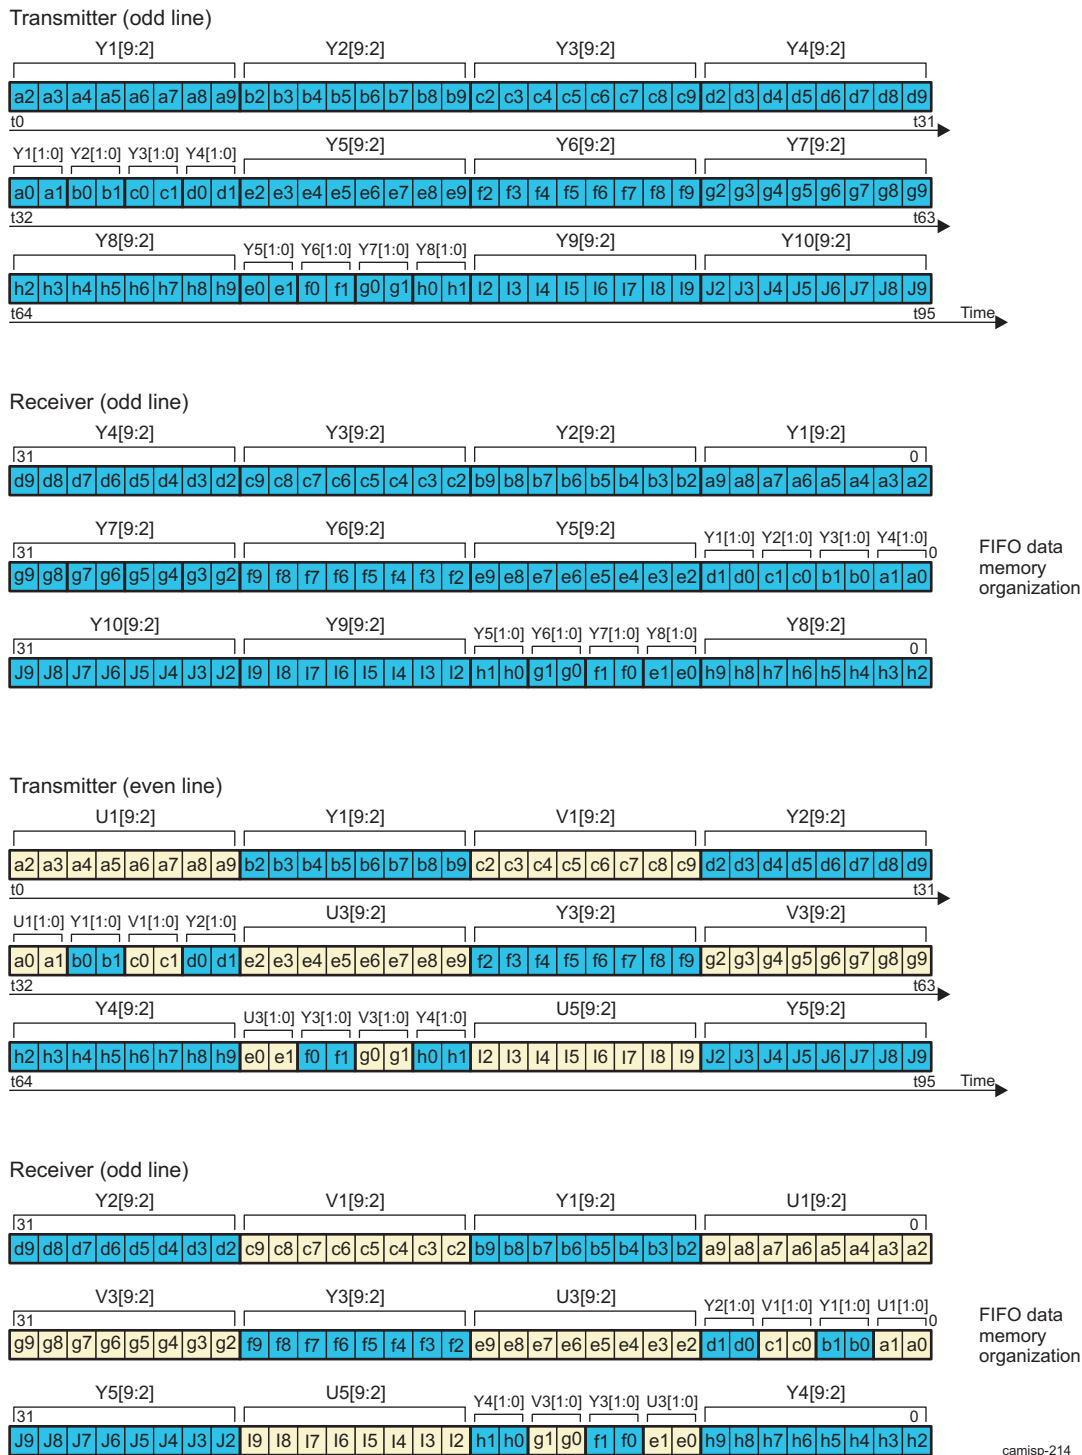 Transmitter (odd line)
Y1[9:2] Y2[9:2] Y3[9:2] Y4[9:2]
a2 a3 a4 a5 a6 a7 a8 a9 b2 b3 b4 b5 b6 b7 b8 b9 c2 c3 c4 c5 c6 c7 c8 c9 d2 d3 d4 d5 d6 d7 d8 d9
t0 t31
Y1[1:0] Y2[1:0] Y3[1:0] Y4[1:0] Y5[9:2] Y6[9:2] Y7[9:2]
a0 a1 b0 b1 c0 c1 d0 d1 e2 e3 e4 e5 e6 e7 e8 e9 f2 f3 f4 f5 f6 f7 f8 f9 g2 g3 g4 g5 g6 g7 g8 g9
t32 t63
Y8[9:2] Y5[1:0] Y6[1:0] Y7[1:0] Y8[1:0] Y9[9:2] Y10[9:2]
h2 h3 h4 h5 h6 h7 h8 h9 e0 e1 f0 f1 g0 g1 h0 h1 I2 I3 I4 I5 I6 I7 I8 I9 J2 J3 J4 J5 J6 J7 J8 J9
t64 t95 Time
Receiver (odd line)
Y4[9:2] Y3[9:2] Y2[9:2] Y1[9:2]
31 0
d9 d8 d7 d6 d5 d4 d3 d2 c9 c8 c7 c6 c5 c4 c3 c2 b9 b8 b7 b6 b5 b4 b3 b2 a9 a8 a7 a6 a5 a4 a3 a2
Y7[9:2] Y6[9:2] Y5[9:2] Y1[1:0] Y2[1:0] Y3[1:0] Y4[1:0]
31 0
g9 g8 g7 g6 g5 g4 g3 g2 f9 f8 f7 f6 f5 f4 f3 f2 e9 e8 e7 e6 e5 e4 e3 e2 d1 d0 c1 c0 b1 b0 a1 a0
FIFO data
memory
organization
Y10[9:2] Y9[9:2] Y5[1:0] Y6[1:0] Y7[1:0] Y8[1:0] Y8[9:2]
31 0
J9 J8 J7 J6 J5 J4 J3 J2 I9 I8 I7 I6 I5 I4 I3 I2 h1 h0 g1 g0 f1 f0 e1 e0 h9 h8 h7 h6 h5 h4 h3 h2
Transmitter (even line)
U1[9:2] Y1[9:2] V1[9:2] Y2[9:2]
a2 a3 a4 a5 a6 a7 a8 a9 b2 b3 b4 b5 b6 b7 b8 b9 c2 c3 c4 c5 c6 c7 c8 c9 d2 d3 d4 d5 d6 d7 d8 d9
t0 t31
U1[1:0] Y1[1:0] V1[1:0] Y2[1:0] U3[9:2] Y3[9:2] V3[9:2]
a0 a1 b0 b1 c0 c1 d0 d1 e2 e3 e4 e5 e6 e7 e8 e9 f2 f3 f4 f5 f6 f7 f8 f9 g2 g3 g4 g5 g6 g7 g8 g9
t32 t63
Y4[9:2] U3[1:0] Y3[1:0] V3[1:0] Y4[1:0] U5[9:2] Y5[9:2]
h2 h3 h4 h5 h6 h7 h8 h9 e0 e1 f0 f1 g0 g1 h0 h1 I2 I3 I4 I5 I6 I7 I8 I9 J2 J3 J4 J5 J6 J7 J8 J9
t64 t95 Time
Receiver (odd line)
Y2[9:2] V1[9:2] Y1[9:2] U1[9:2]
31 0
d9 d8 d7 d6 d5 d4 d3 d2 c9 c8 c7 c6 c5 c4 c3 c2 b9 b8 b7 b6 b5 b4 b3 b2 a9 a8 a7 a6 a5 a4 a3 a2
V3[9:2] Y3[9:2] U3[9:2] Y2[1:0] V1[1:0] Y1[1:0] U1[1:0]
31 0
g9 g8 g7 g6 g5 g4 g3 g2 f9 f8 f7 f6 f5 f4 f3 f2 e9 e8 e7 e6 e5 e4 e3 e2 d1 d0 c1 c0 b1 b0 a1 a0
FIFO data
memory
organization
Y5[9:2] U5[9:2] Y4[1:0] V3[1:0] Y3[1:0] U3[1:0] Y4[9:2]
31 0
J9 J8 J7 J6 J5 J4 J3 J2 I9 I8 I7 I6 I5 I4 I3 I2 h1 h0 g1 g0 f1 f0 e1 e0 h9 h8 h7 h6 h5 h4 h3 h2
camisp-214